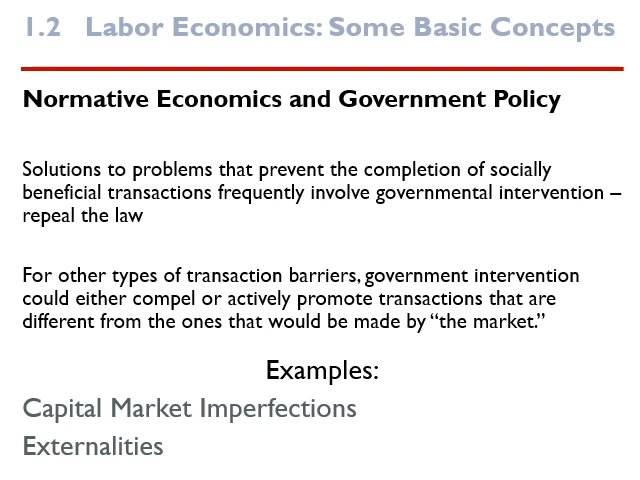 1.2 Labor Economics: Some Basic Concepts
Normative Economics and Government Policy
Solutions to problems that prevent the completion of socially
beneficial transactions frequently involve governmental intervention –
repeal the law
For other types of transaction barriers, government intervention
could either compel or actively promote transactions that are
different from the ones that would be made by “the market.”
Examples:
Capital Market Imperfections
Externalities